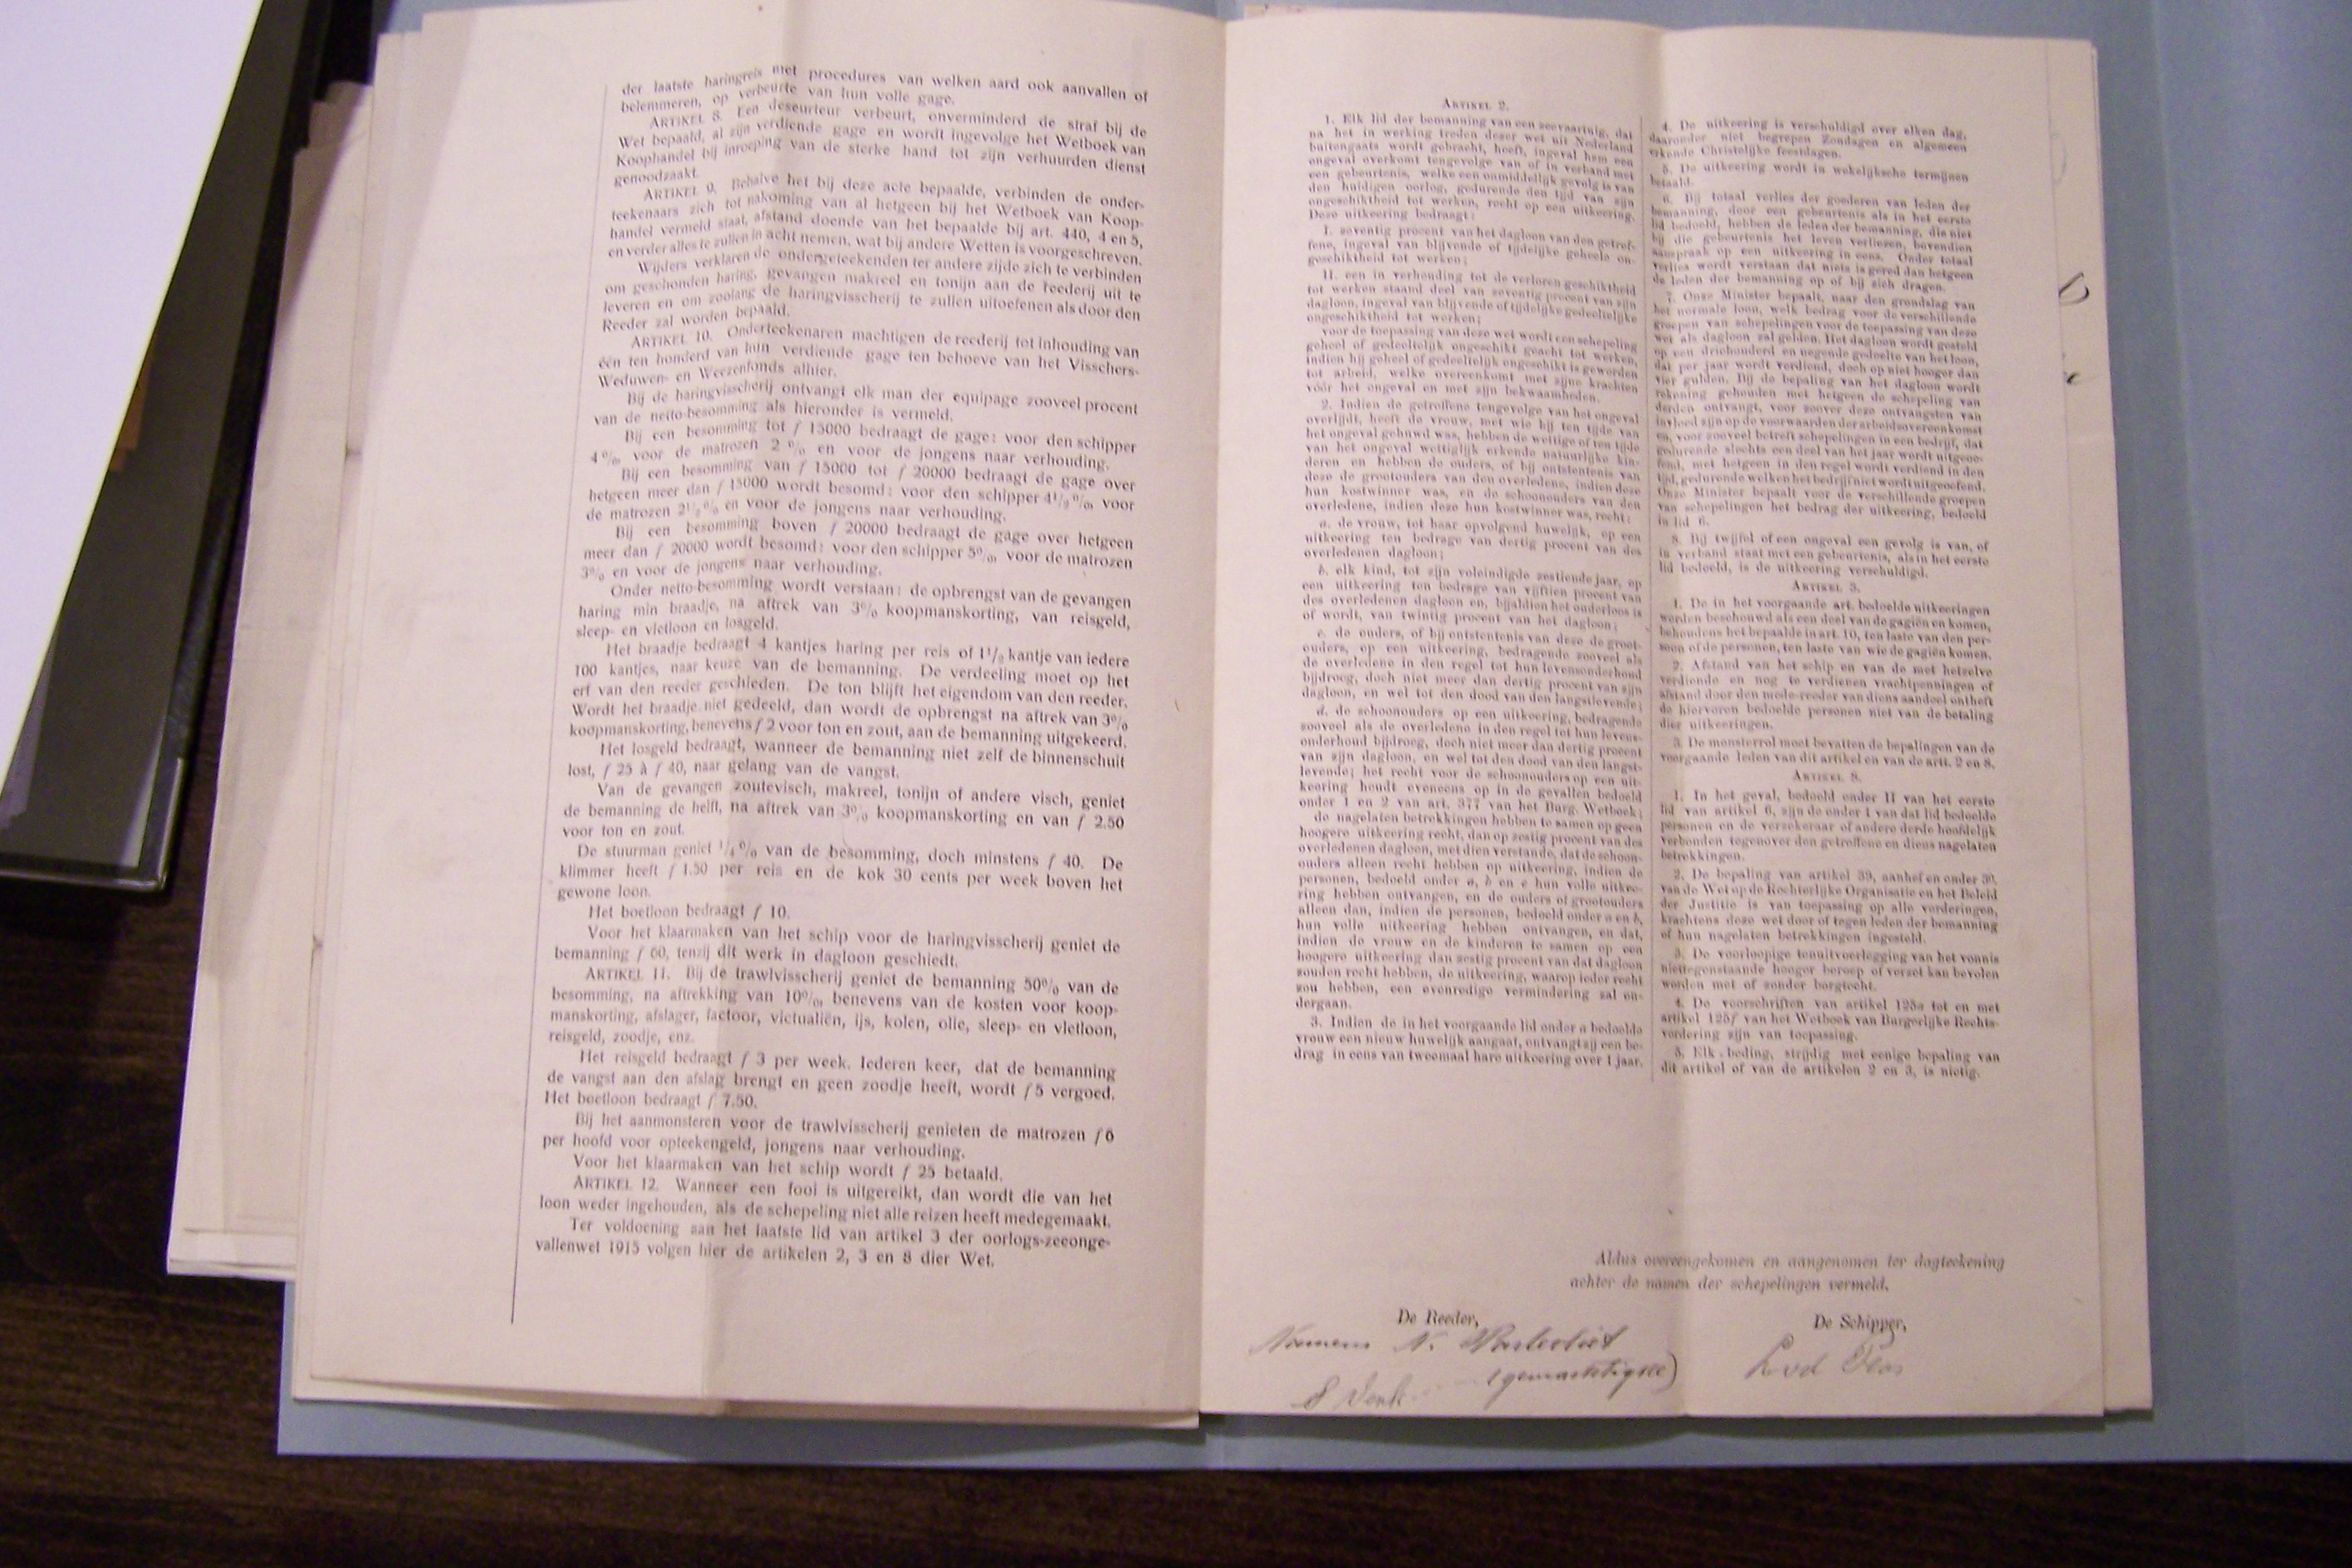 der laatste haringreis met procedures van welken aard ook aanvallen of
belemmeren, op verbeurte van hun volle gage.
ARTIKEL 8. Een deseurteur verbeurt, onverminderd de straf bij de
Wet bepaald, al zijn verdiende gage en wordt ingevolge het Wetboek van
Koophandel bij inroeping van de sterke hand tot zijn verhuurden dienst
genoodzaakt.
ARTIKEL 9. Behalve het bij deze acte bepaalde, verbinden de onder-
teekenaars zich tot nakoming van al hetgeen bij het Wetboek van Koop-
handel vermeld staat, afstand doende van het bepaalde bij art. 440, 4 en 5,
en verder alles te zullen in acht nemen, wat bij andere Wetten is voorgeschreven.
Wijders verklaren de ondergeteekenden ter andere zijde zich te verbinden
om geschonden haring, gevangen makreel en tonijn aan de reederij uit te
leveren en om zoolang de haringvisscherij te zullen uitoefenen als door den
Reeder zal worden bepaald.
ARTIKEL 10. Onderteekenaren machtigen de reederij tot inhouding van
één ten honderd van hun verdiende gage ten behoeve van het Visschers-
Weduwen- en Weezenfonds alhier.
Bij de haringvisscherij ontvangt elk man der equipage zooveel procent
van de netto-besomming als hieronder is vermeld.
Bij een besomming tot f 15000 bedraagt de gage: voor den schipper
4%, voor de matrozen 2 % en voor de jongens naar verhouding.
Bij een besomming van f 15000 tot f 20000 bedraagt de gage over
hetgeen meer dan f 15000 wordt besomd: voor den schipper 4½%, voor
de matrozen 2½% en voor de jongens naar verhouding.
Bij een besomming boven f 20000 bedraagt de gage over hetgeen
meer dan f 20000 wordt besomd: voor den schipper 5%, voor de matrozen
3% en voor de jongens naar verhouding.
Onder netto-besomming wordt verstaan: de opbrengst van de gevangen
haring min braadje, na aftrek van 3% koopmanskorting, van reisgeld,
sleep- en vletloon en losgeld.
Het braadje bedraagt 4 kantjes haring per reis of 1½ kantje van iedere
100 kantjes, naar keuze van de bemanning. De verdeeling moet op het
erf van den reeder geschieden. De ton blijft het eigendom van den reeder.
Wordt het braadje niet gedeeld, dan wordt de opbrengst na aftrek van 3%
koopmanskorting, benevens f 2 voor ton en zout, aan de bemanning uitgekeerd.
Het losgeld bedraagt, wanneer de bemanning niet zelf de binnenschuit
lost, f 25 à f 40, naar gelang van de vangst.
Van de gevangen zoutevisch, makreel, tonijn of andere visch, geniet
de bemanning de helft, na aftrek van 3% koopmanskorting en van f 2.50
voor ton en zout.
De stuurman geniet ¼% van de besomming, doch minstens f 40. De
klimmer heeft f 1.50 per reis en de kok 30 cents per week boven het
gewone loon.
Het boetloon bedraagt f 10.
Voor het klaarmaken van het schip voor de haringvisscherij geniet de
bemanning f 60, tenzij dit werk in dagloon geschiedt.
ARTIKEL 11. Bij de trawlvisscherij geniet de bemanning 50% van de
besomming, na aftrekking van 10%, benevens van de kosten voor koop-
manskorting, afslager, factoor, victualiën, ijs, kolen, olie, sleep- en vletloon,
reisgeld, zoodje, enz.
Het reisgeld bedraagt f 3 per week. Iederen keer, dat de bemanning
de vangst aan den afslag brengt en geen zoodje heeft, wordt f 5 vergoed.
Het boetloon bedraagt f 7.50.
Bij het aanmonsteren voor de trawlvisscherij genieten de matrozen f 6
per hoofd voor opteekengeld, jongens naar verhouding.
Voor het klaarmaken van het schip wordt f 25 betaald.
ARTIKEL 12. Wanneer een fooi is uitgereikt, dan wordt die van het
loon weder ingehouden, als de schepeling niet alle reizen heeft medegemaakt.
Ter voldoening aan het laatste lid van artikel 3 der oorlogs-zeeonge-
vallenwet 1915 volgen hier de artikelen 2, 3 en 8 dier Wet.
ARTIKEL 2.
1. Elk lid der bemanning van een zeevaartuig, dat
na het in werking treden dezer wet uit Nederland
buitengaats wordt gebracht, heeft, ingeval hem een
ongeval overkomt tengevolge van of in verband met
een gebeurtenis, welke een onmiddellijk gevolg is van
den huidigen oorlog, gedurende den tijd van zijn
ongeschiktheid tot werken, recht op een uitkeering.
Deze uitkeering bedraagt:
I. zeventig procent van het dagloon van den getrof-
fene, ingeval van blijvende of tijdelijke geheele on-
geschiktheid tot werken;
II. een in verhouding tot de verloren geschiktheid
tot werken staand deel van zeventig procent van zijn
dagloon, ingeval van blijvende of tijdelijke gedeeltelijke
ongeschiktheid tot werken;
voor de toepassing van deze wet wordt een schepeling
geheel of gedeeltelijk ongeschikt geacht tot werken,
indien hij geheel of gedeeltelijk ongeschikt is geworden
tot arbeid, welke overeenkomt met zijne krachten
vóór het ongeval en met zijn bekwaamheden.
2. Indien de getroffene tengevolge van het ongeval
overlijdt, heeft de vrouw, met wie hij ten tijde van
het ongeval gehuwd was, hebben de wettige of ten tijde
van het ongeval wettiglijk erkende natuurlijke kin-
deren en hebben de ouders, of bij ontstentenis van
deze de grootouders van den overledene, indien deze
hun kostwinner was, en de schoonouders van den
overledene, indien deze hun kostwinner was, recht:
a. de vrouw, tot haar opvolgend huwelijk, op een
uitkeering ten bedrage van dertig procent van des
overledenen dagloon;
b. elk kind, tot zijn voleindigde zestiende jaar, op
een uitkeering ten bedrage van vijftien procent van
des overledenen dagloon en, bijaldien het ouderloos is
of wordt, van twintig procent van het dagloon;
c. de ouders, of bij ontstentenis van deze de groot-
ouders, op een uitkeering, bedragende zooveel als
de overledene in den regel tot hun levensonderhoud
bijdroeg, doch niet meer dan dertig procent van zijn
dagloon, en wel tot den dood van den langstlevende;
d. de schoonouders op een uitkeering, bedragende
zooveel als de overledene in den regel tot hun levens-
onderhoud bijdroeg, doch niet meer dan dertig procent
van zijn dagloon, en wel tot den dood van den langst-
levende; het recht voor de schoonouders op een uit-
keering houdt eveneens op in de gevallen bedoeld
onder 1 en 2 van art. 377 van het Burg. Wetboek;
de nagelaten betrekkingen hebben te samen op geen
hoogere uitkeering recht, dan op zestig procent van des
overledenen dagloon, met dien verstande, dat de schoon-
ouders alleen recht hebben op uitkeering, indien de
personen, bedoeld onder a, b en c hun volle uitkee-
ring hebben ontvangen, en de ouders of grootouders
alleen dan, indien de personen, bedoeld onder a en b,
hun volle uitkeering hebben ontvangen, en dat,
indien de vrouw en de kinderen te samen op een
hoogere uitkeering dan zestig procent van dat dagloon
zouden recht hebben, de uitkeering, waarop ieder recht
zou hebben, een evenredige vermindering zal on-
dergaan.
3. Indien de in het voorgaande lid onder a bedoelde
vrouw een nieuw huwelijk aangaat, ontvangt zij een be-
drag in eens van tweemaal hare uitkeering over 1 jaar.
4. De uitkeering is verschuldigd over elken dag,
daaronder niet begrepen Zondagen en algemeen
erkende Christelijke feestdagen.
5. De uitkeering wordt in wekelijksche termijnen
betaald.
6. Bij totaal verlies der goederen van leden der
bemanning, door een gebeurtenis als in het eerste
lid bedoeld, hebben de leden der bemanning, die niet
bij die gebeurtenis het leven verliezen, bovendien
aanspraak op een uitkeering in eens. Onder totaal
verlies wordt verstaan dat niets is gered dan hetgeen
de leden der bemanning op of bij zich dragen.
7. Onze Minister bepaalt, naar den grondslag van
het normale loon, welk bedrag voor de verschillende
groepen van schepelingen voor de toepassing van deze
wet als dagloon zal gelden. Het dagloon wordt gesteld
op een driehonderd en negende gedeelte van het loon,
dat per jaar wordt verdiend, doch op niet hooger dan
vier gulden. Bij de bepaling van het dagloon wordt
rekening gehouden met hetgeen de schepeling van
derden ontvangt, voor zoover deze ontvangsten van
invloed zijn op de voorwaarden der arbeidsovereenkomst
en, voor zooveel betreft schepelingen in een bedrijf, dat
gedurende slechts een deel van het jaar wordt uitgeoe-
fend, met hetgeen in den regel wordt verdiend in den
tijd, gedurende welken het bedrijf niet wordt uitgeoefend.
Onze Minister bepaalt voor de verschillende groepen
van schepelingen het bedrag der uitkeering, bedoeld
in lid 6.
8. Bij twijfel of een ongeval een gevolg is van, of
in verband staat met een gebeurtenis, als in het eerste
lid bedoeld, is de uitkeering verschuldigd.
ARTIKEL 3.
1. De in het voorgaande art. bedoelde uitkeeringen
worden beschouwd als een deel van de gagiën en komen,
behoudens het bepaalde in art. 10, ten laste van den per-
soon of de personen, ten laste van wie de gagiën komen.
2. Afstand van het schip en van de met hetzelve
verdiende en nog te verdienen vrachtpenningen of
afstand door den mede-reeder van diens aandeel ontheft
de hiervoren bedoelde personen niet van de betaling
dier uitkeeringen.
3. De monsterrol moet bevatten de bepalingen van de
voorgaande leden van dit artikel en van de artt. 2 en 8.
ARTIKEL 8.
1. In het geval, bedoeld onder II van het eerste
lid van artikel 6, zijn de onder I van dat lid bedoelde
personen en de verzekeraar of andere derde hoofdelijk
verbonden tegenover den getroffene en diens nagelaten
betrekkingen.
2. De bepaling van artikel 39, aanhef en onder 3º.
van de Wet op de Rechterlijke Organisatie en het Beleid
der Justitie is van toepassing op alle vorderingen,
krachtens deze wet door of tegen leden der bemanning
of hun nagelaten betrekkingen ingesteld.
3. De voorloopige tenuitvoerlegging van het vonnis
niettegenstaande hooger beroep of verzet kan bevolen
worden met of zonder borgtocht.
4. De voorschriften van artikel 125a tot en met
artikel 125f van het Wetboek van Burgerlijke Rechts-
vordering zijn van toepassing.
5. Elk beding, strijdig met eenige bepaling van
dit artikel of van de artikelen 2 en 3, is nietig.
Aldus overeengekomen en aangenomen ter dagteekening
achter de namen der schepelingen vermeld.
De Reeder,
De Schipper,
Namens N.
(gemachtigde)